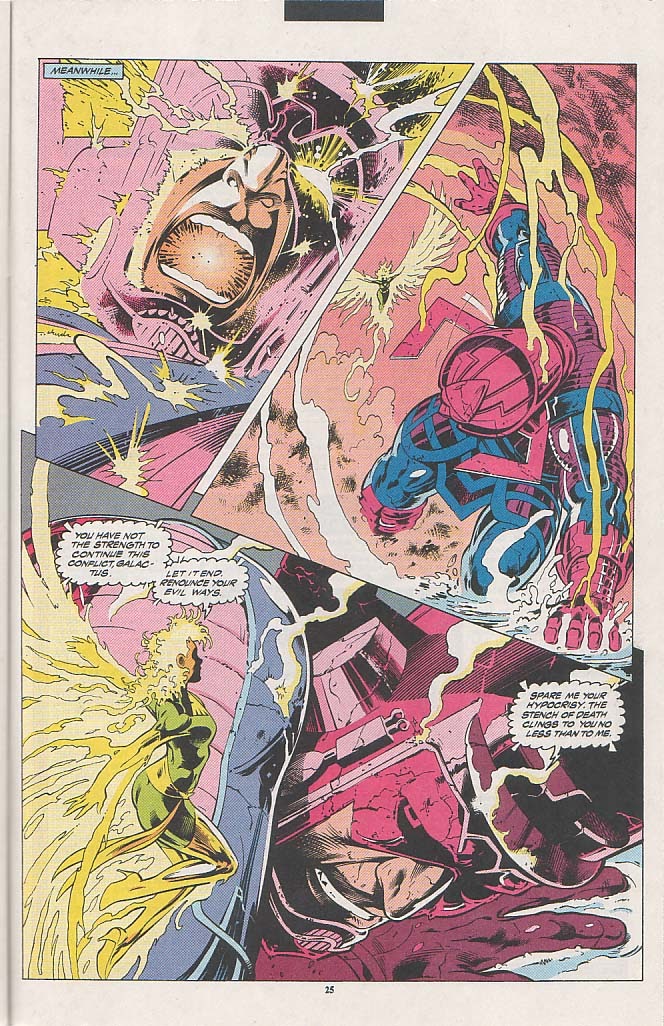 MEANWHILE...
YOU HAVE NOT
THE STRENGTH TO
CONTINUE THIS
CONFLICT, GALAC-
TUS.
LET IT END.
RENOUNCE YOUR
EVIL WAYS.
SPARE ME YOUR
HYPOCRISY. THE
STENCH OF DEATH
CLINGS TO YOU NO
LESS THAN TO ME.
25